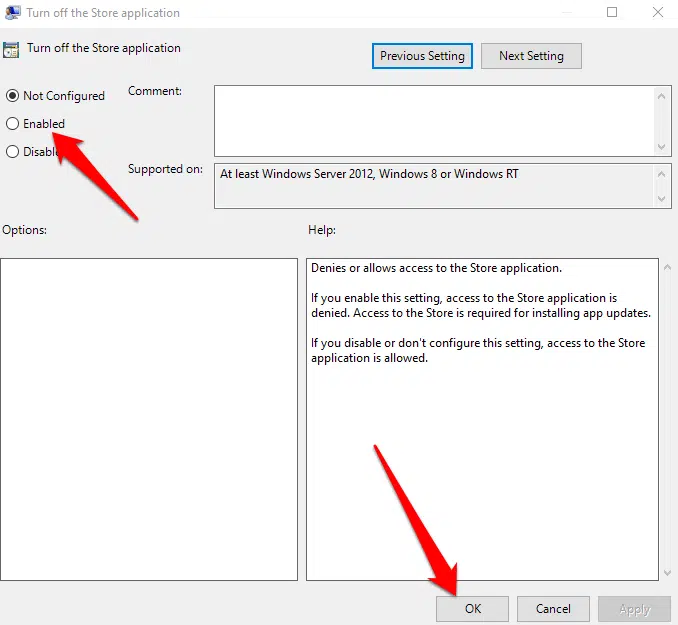 Turn off the Store application
Turn off the Store application
Previous Setting
Next Setting
Not Configured
Comment:
Enabled
Supported on:
At least Windows Server 2012, Windows 8 or Windows RT
Options:
Help:
Denies or allows access to the Store application.
If you enable this setting, access to the Store application is
denied. Access to the Store is required for installing app updates.
If you disable or don't configure this setting, access to the Store
application is allowed.
OK
Cancel
Apply